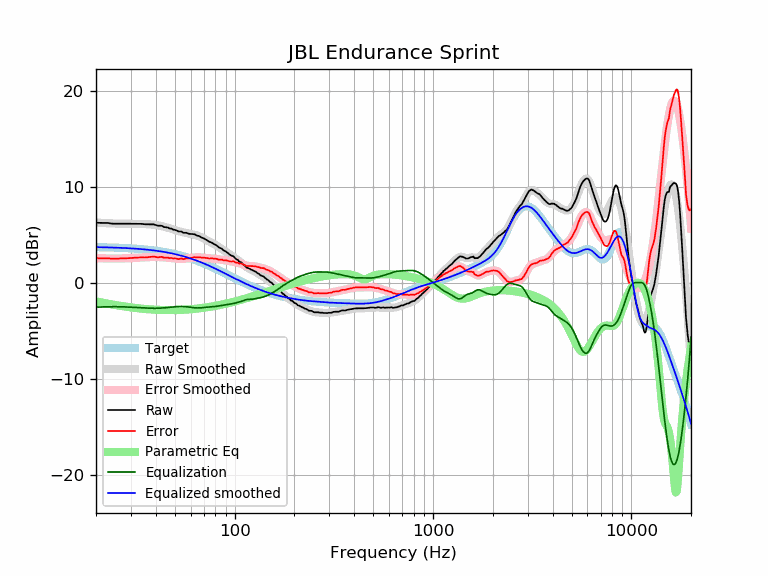 JBL Endurance Sprint
20
10
0
−10
−20
Amplitude (dBr)
Target
Raw Smoothed
Error Smoothed
Raw
Error
Parametric Eq
Equalization
Equalized smoothed
100 1000 10000
Frequency (Hz)